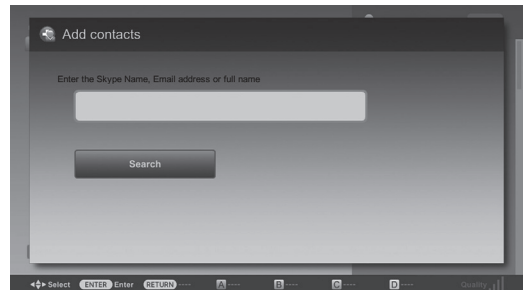 Add contacts
Enter the Skype Name, Email address or full name
Search
Select ENTER Enter RETURN ---- A ---- B ---- C ---- D ---- Quality